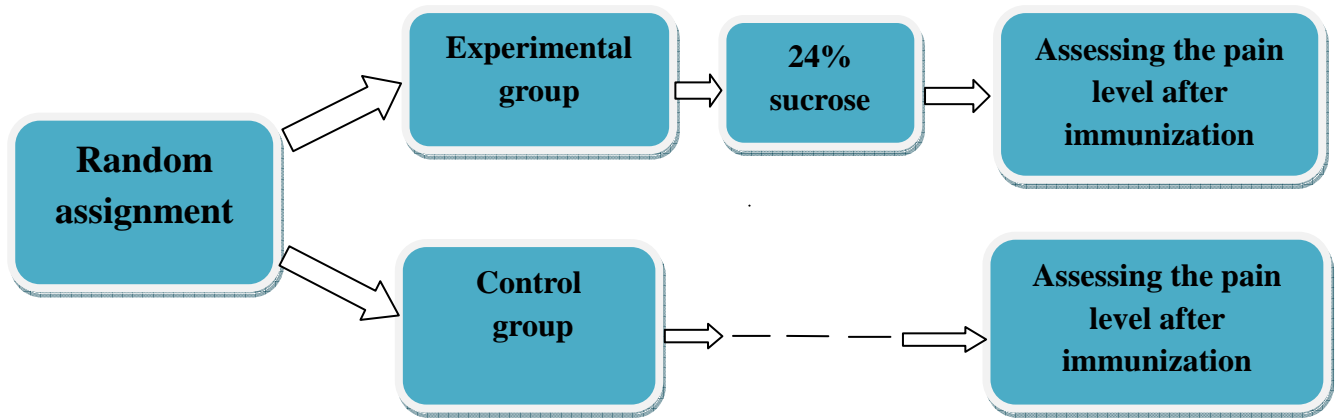 Random
assignment
Experimental
group
24%
sucrose
Assessing the pain
level after
immunization
Control
group
Assessing the pain
level after
immunization